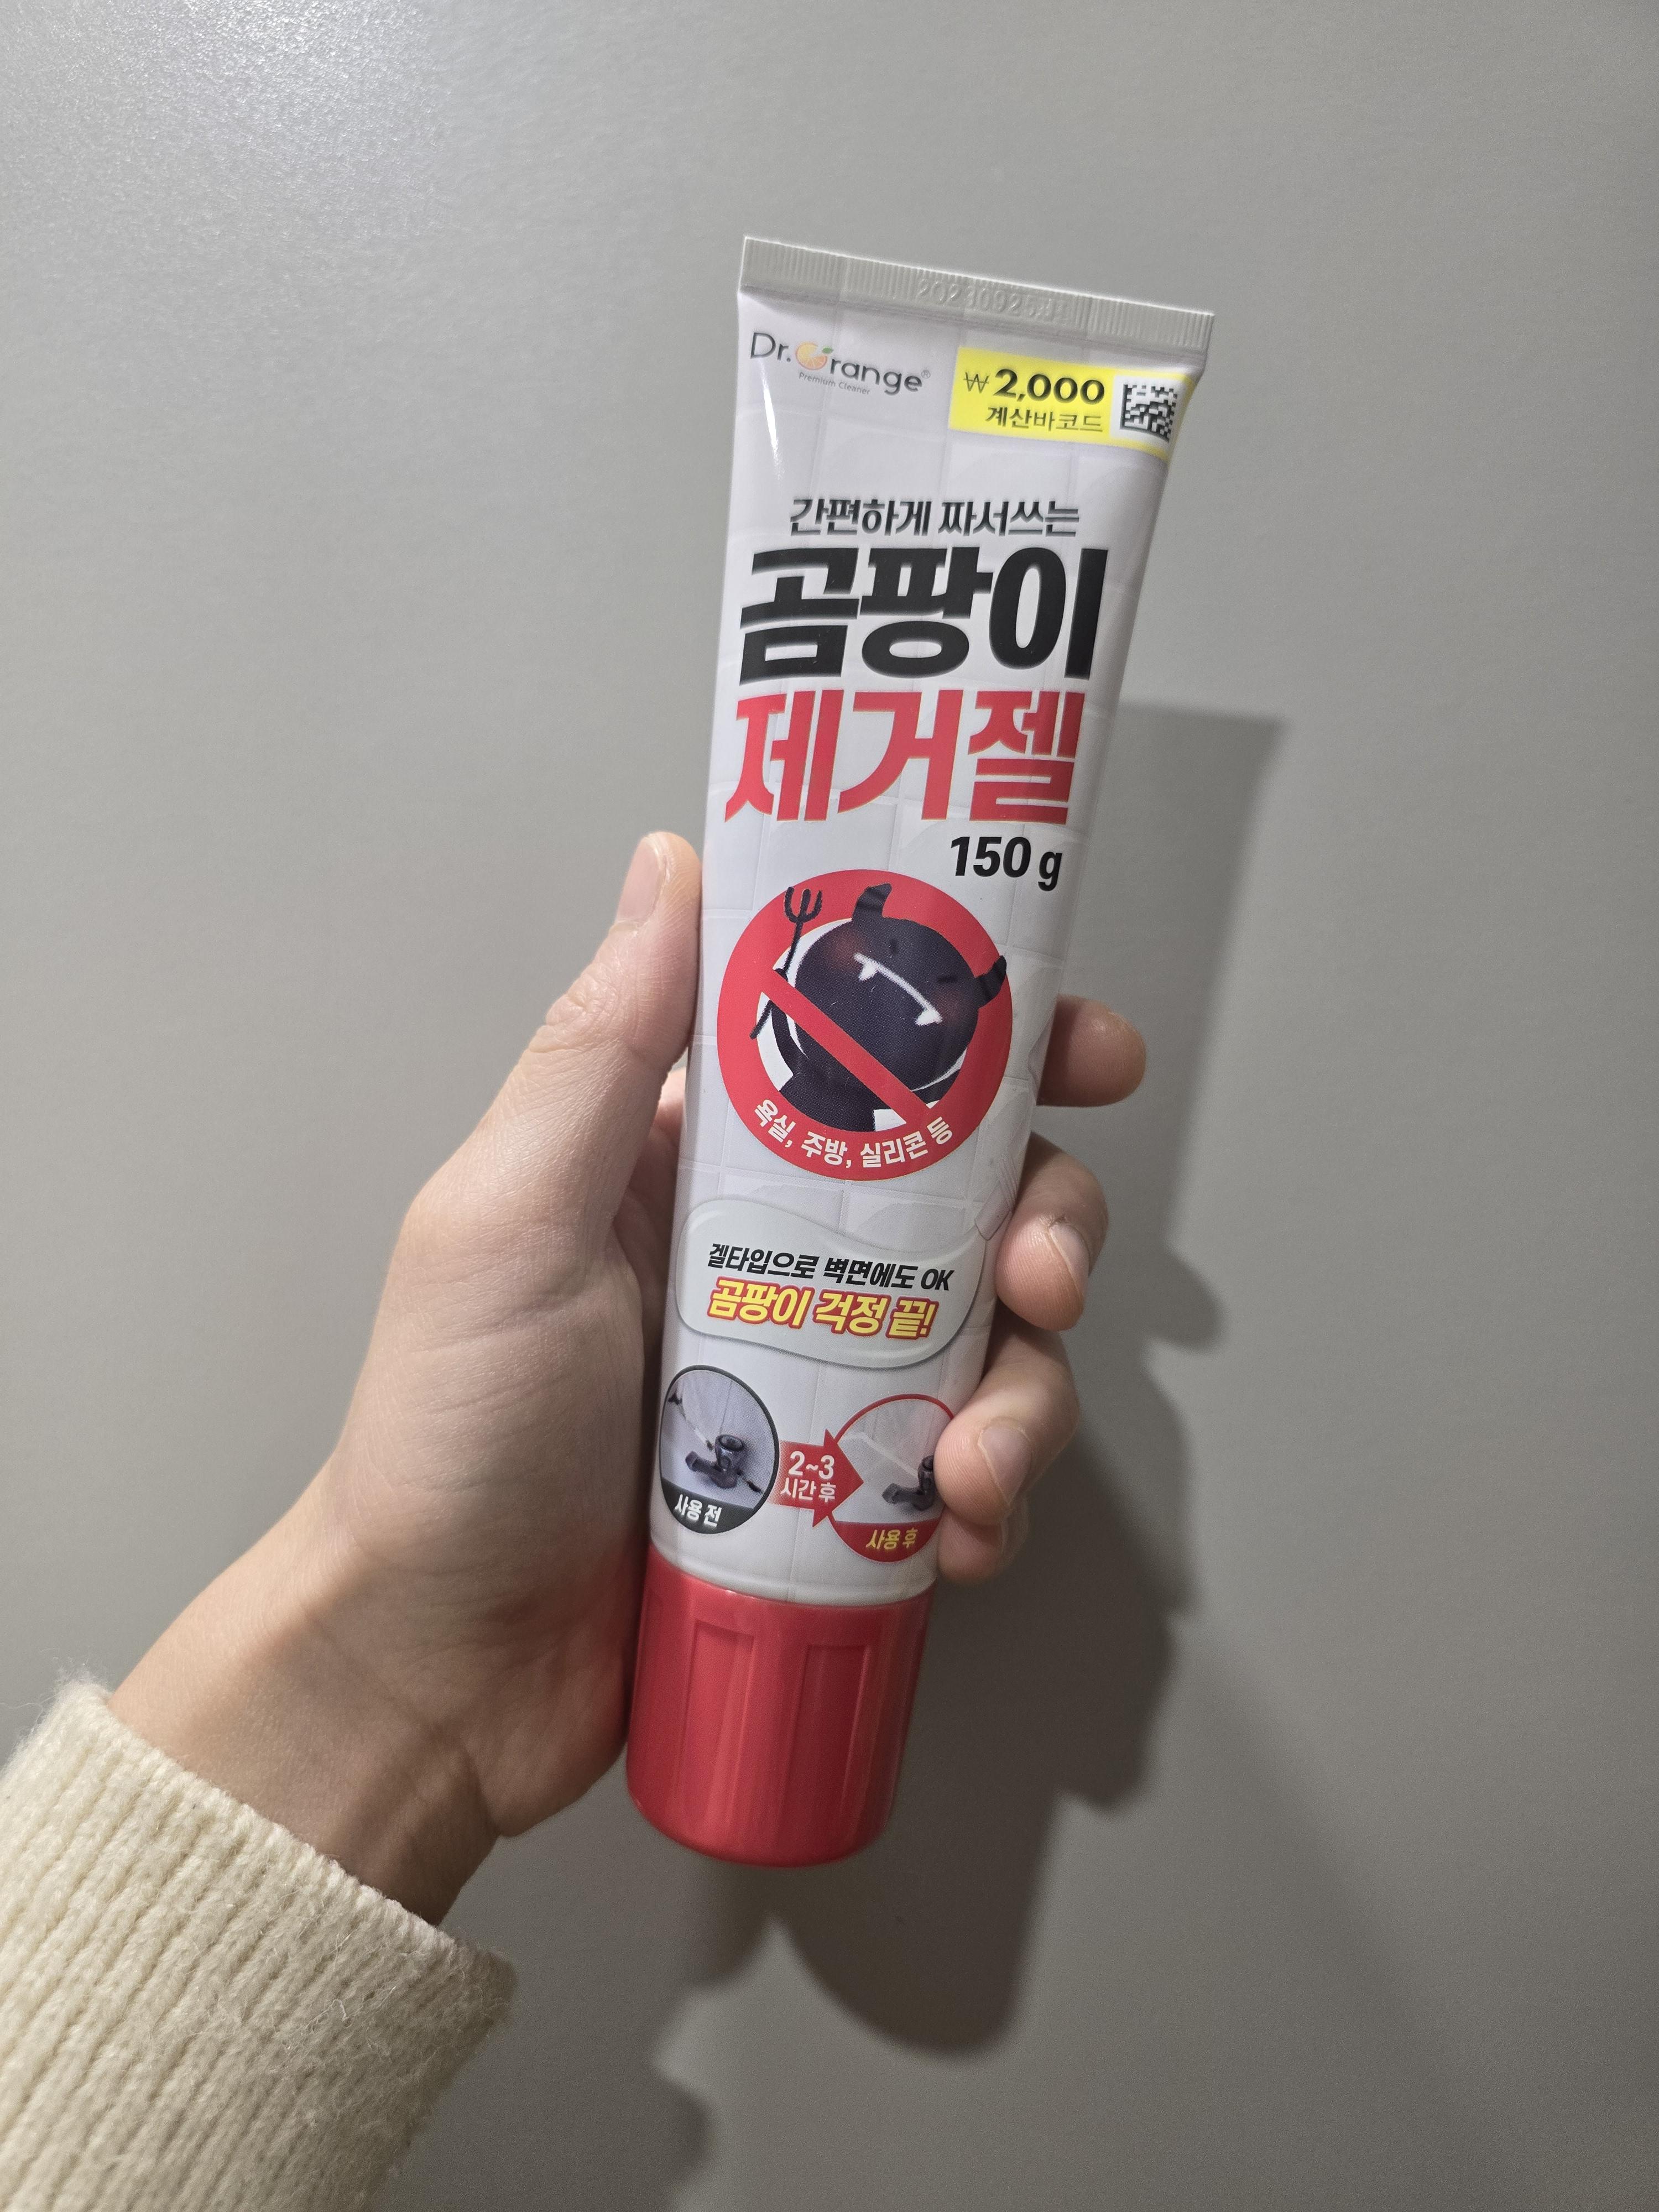 Dr.Orange®
Premium Cleaner
₩2,000
계산바코드
간편하게 짜서쓰는
곰팡이
제거젤
150 g
욕실, 주방, 실리콘 등
겔타입으로 벽면에도 OK
곰팡이 걱정 끝!
사용 전
2~3
시간 후
사용 후